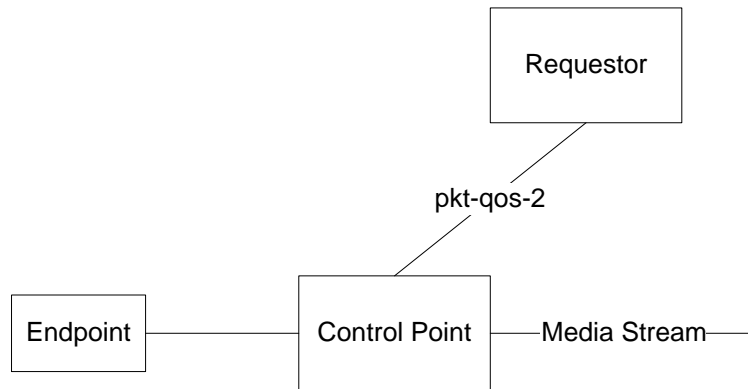 Requestor
pkt-qos-2
Endpoint
Control Point
Media Stream